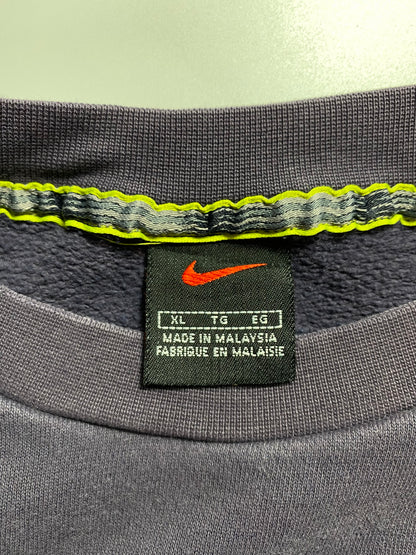 XL TG EG
MADE IN MALAYSIA
FABRIQUE EN MALAISIE